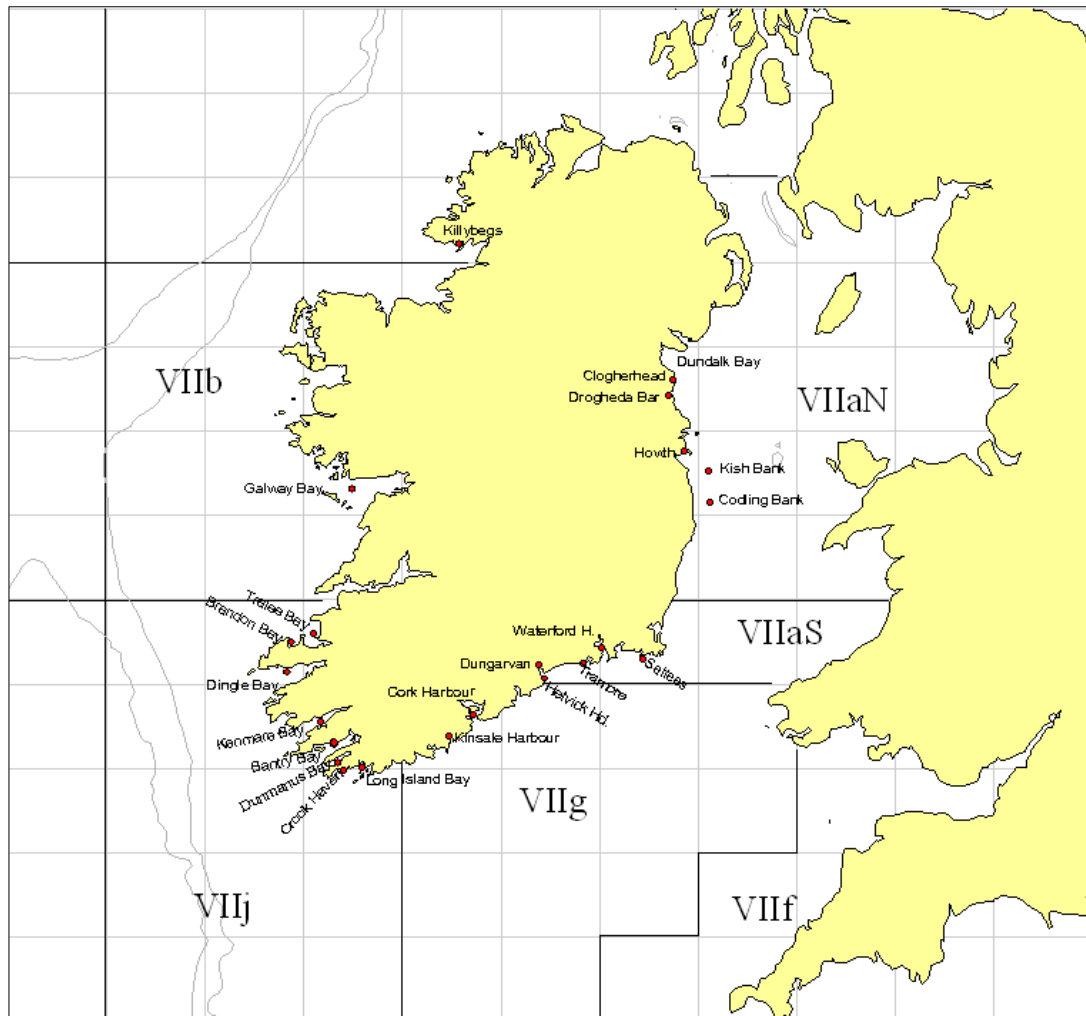 Killybegs
Dundalk Bay
Clogherhead
VIIb
Drogheda Bar
VIIaN
Howth
Kish Bank
Galway Bay
Codling Bank
Tralee Bay
Brandon Bay
Waterford H.
VIIaS
Dungarvan
Tramore
Saltees
Dingle Bay
Helvick Hd.
Cork Harbour
Kenmare Bay
Kinsale Harbour
Bantry Bay
Dunmanus Bay
Long Island Bay
Crook Haven
VIIg
VIIj
VIIf